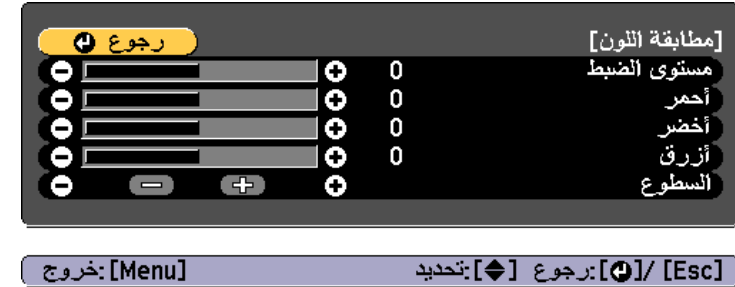 [مطابقة اللون]
رجوع
مستوى الضبط 0
أحمر 0
أخضر 0
أزرق 0
السطوع
[Esc] /[]:رجوع []:تحديد [Menu]:خروج